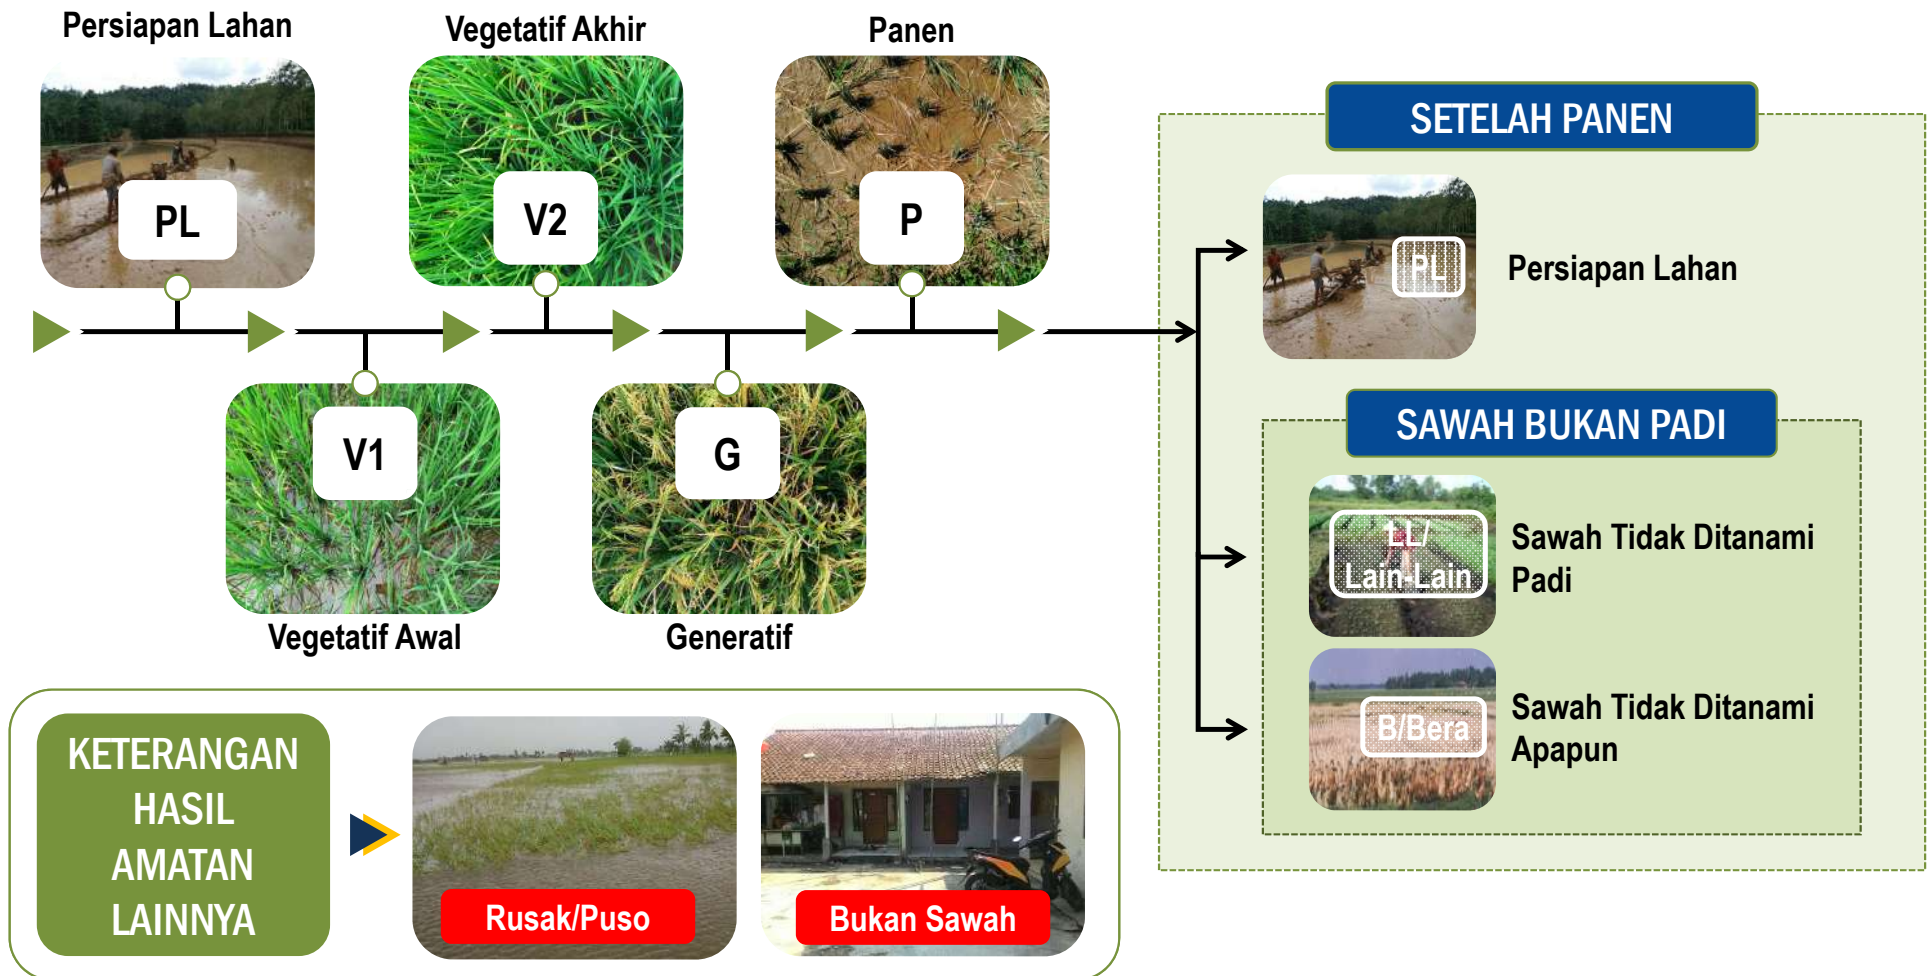 Persiapan Lahan
PL
Vegetatif Akhir
V2
Panen
P
V1
Vegetatif Awal
G
Generatif
SETELAH PANEN
PL
Persiapan Lahan
SAWAH BUKAN PADI
LL/
Lain-Lain
Sawah Tidak Ditanami
Padi
B/Bera
Sawah Tidak Ditanami
Apapun
KETERANGAN
HASIL
AMATAN
LAINNYA
Rusak/Puso
Bukan Sawah